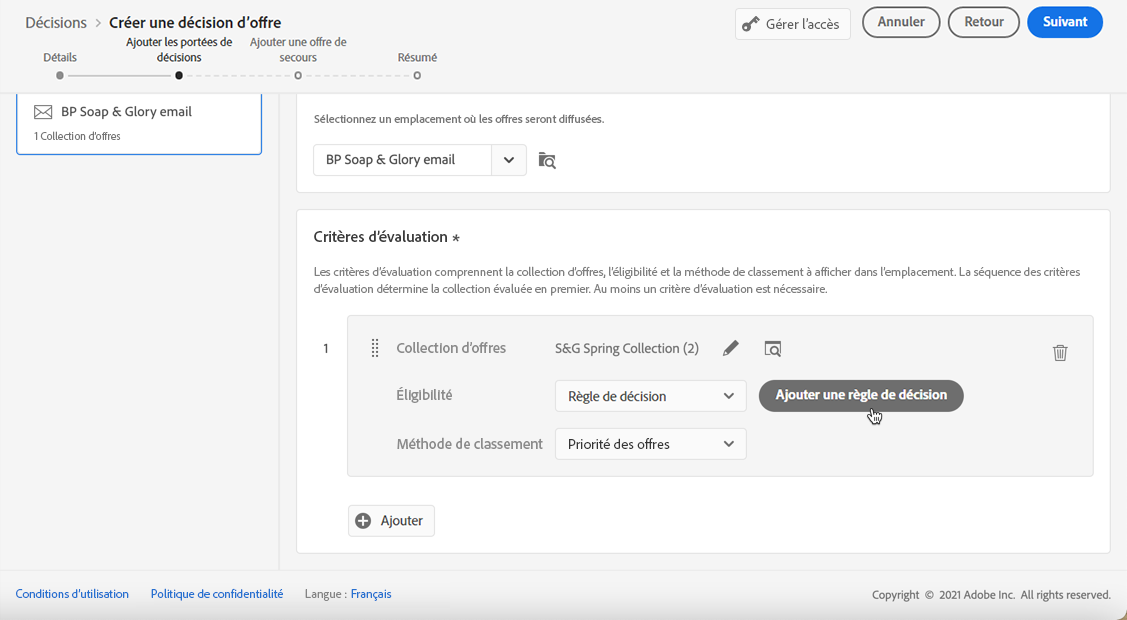 Décisions > Créer une décision d'offre
Gérer l'accès
Annuler
Retour
Suivant
Détails
Ajouter les portées de
décisions
Ajouter une offre de
secours
Résumé
BP Soap & Glory email
1 Collection d'offres
Sélectionnez un emplacement où les offres seront diffusées.
BP Soap & Glory email
Critères d'évaluation *
Les critères d'évaluation comprennent la collection d'offres, l'éligibilité et la méthode de classement à afficher dans l'emplacement. La séquence des critères
d'évaluation détermine la collection évaluée en premier. Au moins un critère d'évaluation est nécessaire.
1
Collection d'offres
S&G Spring Collection (2)
Éligibilité
Règle de décision
Ajouter une règle de décision
Méthode de classement
Priorité des offres
Ajouter
Conditions d'utilisation
Politique de confidentialité
Langue : Français
Copyright © 2021 Adobe Inc. All rights reserved.